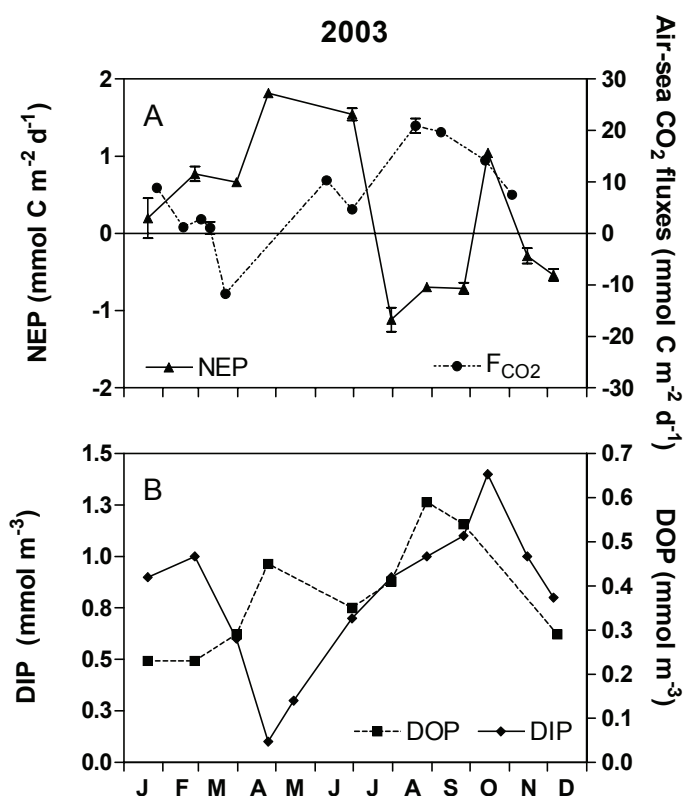 2003
A
NEP (mmol C m-2 d-1)
Air-sea CO2 fluxes (mmol C m-2 d-1)
2
1
0
-1
-2
30
20
10
0
-10
-20
-30
NEP
FCO2
B
DIP (mmol m-3)
DOP (mmol m-3)
1.5
1.3
1.0
0.8
0.5
0.3
0.0
0.7
0.6
0.5
0.4
0.3
0.2
0.1
0.0
DOP DIP
J F M A M J J A S O N D